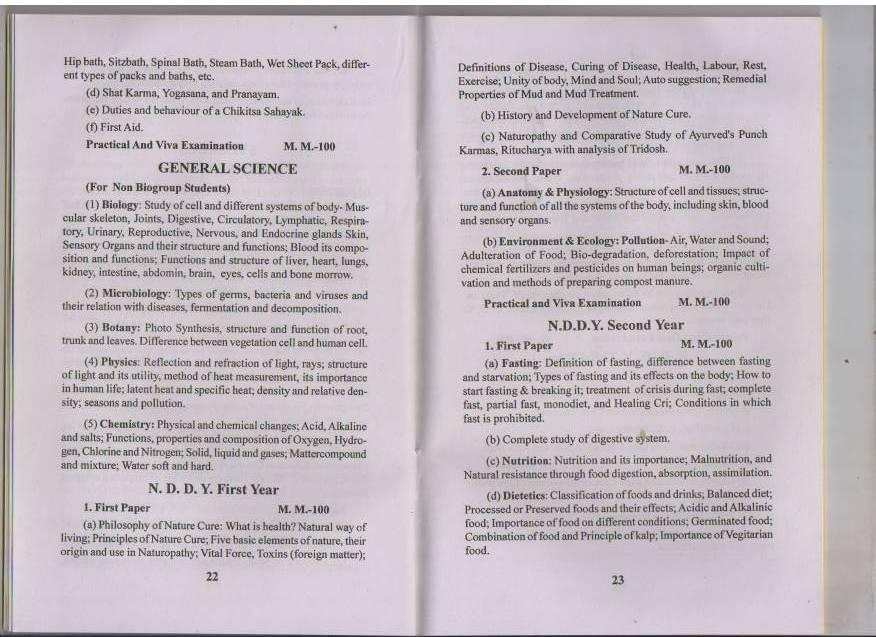 Hip bath, Sitzbath, Spinal Bath, Steam Bath, Wet Sheet Pack, differ-
ent types of packs and baths, etc.
(d) Shat Karma, Yogasana, and Pranayam.
(e) Duties and behaviour of a Chikitsa Sahayak.
(f) First Aid.
Practical And Viva Examination M. M.-100
GENERAL SCIENCE
(For Non Biogroup Students)
(1) Biology: Study of cell and different systems of body- Mus-
cular skeleton, Joints, Digestive, Circulatory, Lymphatic, Respira-
tory, Urinary, Reproductive, Nervous, and Endocrine glands Skin,
Sensory Organs and their structure and functions; Blood its compo-
sition and functions; Functions and structure of liver, heart, lungs,
kidney, intestine, abdomin, brain, eyes, cells and bone morrow.
(2) Microbiology: Types of germs, bacteria and viruses and
their relation with diseases, fermentation and decomposition.
(3) Botany: Photo Synthesis, structure and function of root,
trunk and leaves. Difference between vegetation cell and human cell.
(4) Physics: Reflection and refraction of light, rays; structure
of light and its utility, method of heat measurement, its importance
in human life; latent heat and specific heat; density and relative den-
sity; seasons and pollution.
(5) Chemistry: Physical and chemical changes; Acid, Alkaline
and salts; Functions, properties and composition of Oxygen, Hydro-
gen, Chlorine and Nitrogen; Solid, liquid and gases; Mattercompound
and mixture; Water soft and hard.
N. D. D. Y. First Year
1. First Paper M. M.-100
(a) Philosophy of Nature Cure: What is health? Natural way of
living; Principles of Nature Cure; Five basic elements of nature, their
origin and use in Naturopathy; Vital Force, Toxins (foreign matter);
22
Definitions of Disease, Curing of Disease, Health, Labour, Rest,
Exercise; Unity of body, Mind and Soul; Auto suggestion; Remedial
Properties of Mud and Mud Treatment.
(b) History and Development of Nature Cure.
(c) Naturopathy and Comparative Study of Ayurved's Punch
Karmas, Ritucharya with analysis of Tridosh.
2. Second Paper M. M.-100
(a) Anatomy & Physiology: Structure of cell and tissues; struc-
ture and function of all the systems of the body, including skin, blood
and sensory organs.
(b) Environment & Ecology: Pollution- Air, Water and Sound;
Adulteration of Food; Bio-degradation, deforestation; Impact of
chemical fertilizers and pesticides on human beings; organic culti-
vation and methods of preparing compost manure.
Practical and Viva Examination M. M.-100
N.D.D.Y. Second Year
1. First Paper M. M.-100
(a) Fasting: Definition of fasting, difference between fasting
and starvation; Types of fasting and its effects on the body; How to
start fasting & breaking it; treatment of crisis during fast; complete
fast, partial fast, monodiet, and Healing Cri; Conditions in which
fast is prohibited.
(b) Complete study of digestive system.
(c) Nutrition: Nutrition and its importance; Malnutrition, and
Natural resistance through food digestion, absorption, assimilation.
(d) Dietetics: Classification of foods and drinks; Balanced diet;
Processed or Preserved foods and their effects; Acidic and Alkalinic
food; Importance of food on different conditions; Germinated food;
Combination of food and Principle of kalp; Importance of Vegitarian
food.
23